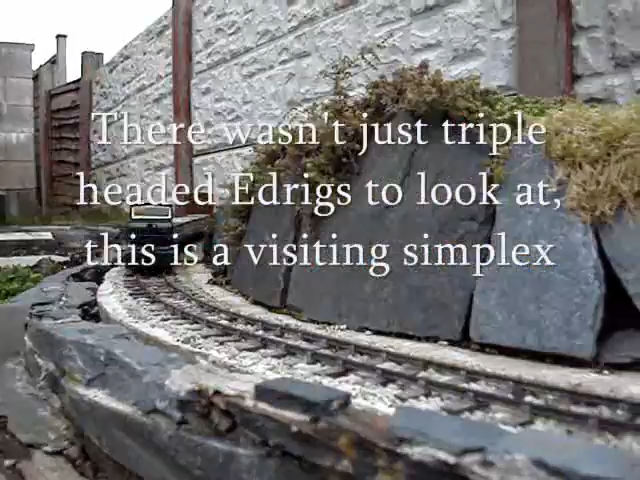 There wasn't just triple
headed Edrigs to look at,
this is a visiting simplex